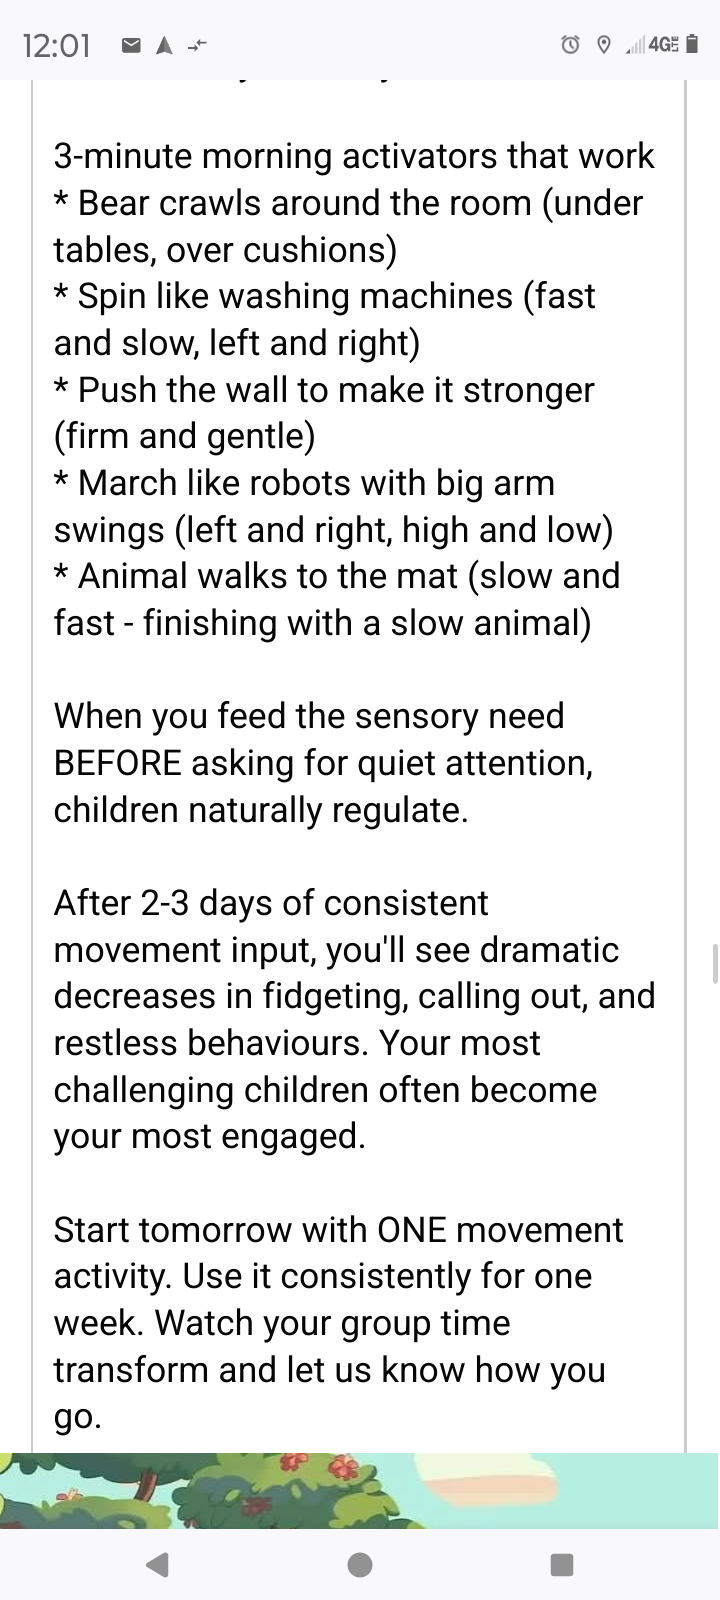 12:01
4GE
3-minute morning activators that work
* Bear crawls around the room (under
tables, over cushions)
* Spin like washing machines (fast
and slow, left and right)
* Push the wall to make it stronger
(firm and gentle)
* March like robots with big arm
swings (left and right, high and low)
* Animal walks to the mat (slow and
fast - finishing with a slow animal)
When you feed the sensory need
BEFORE asking for quiet attention,
children naturally regulate.
After 2-3 days of consistent
movement input, you'll see dramatic
decreases in fidgeting, calling out, and
restless behaviours. Your most
challenging children often become
your most engaged.
Start tomorrow with ONE movement
activity. Use it consistently for one
week. Watch your group time
transform and let us know how you
go.